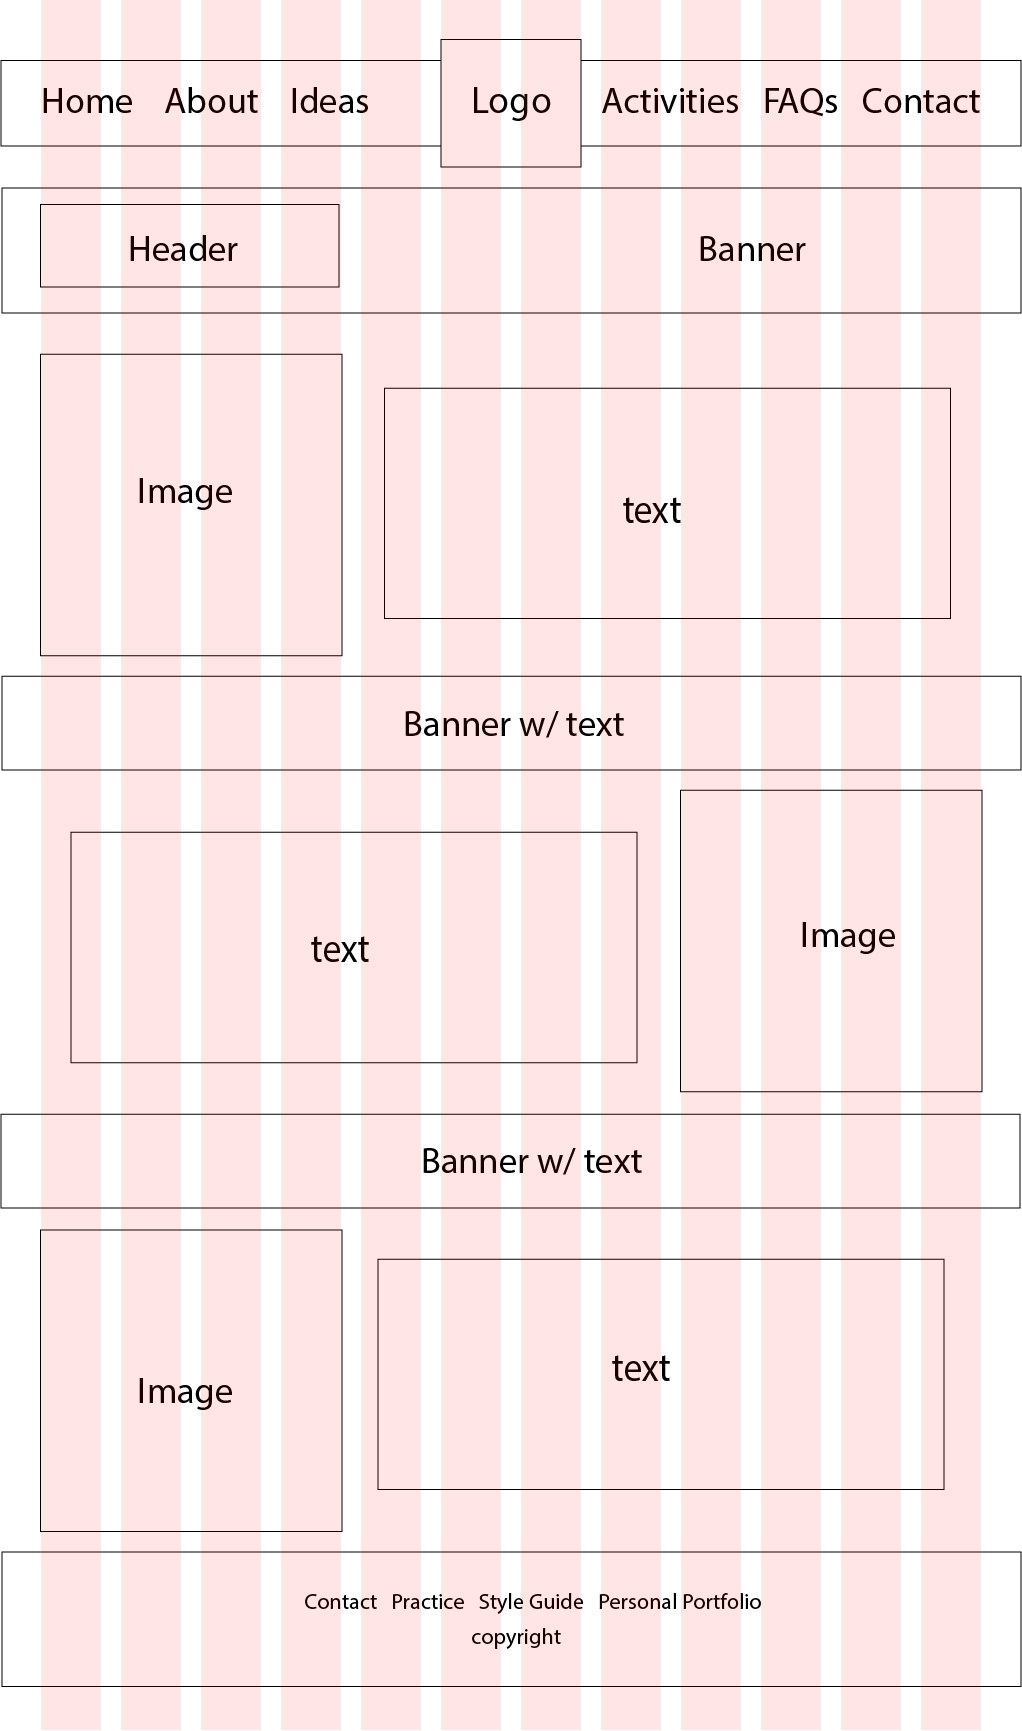 Home About Ideas Logo Activities FAQs Contact
Header Banner
Image
text
Banner w/ text
text
Image
Banner w/ text
Image
text
Contact Practice Style Guide Personal Portfolio
copyright